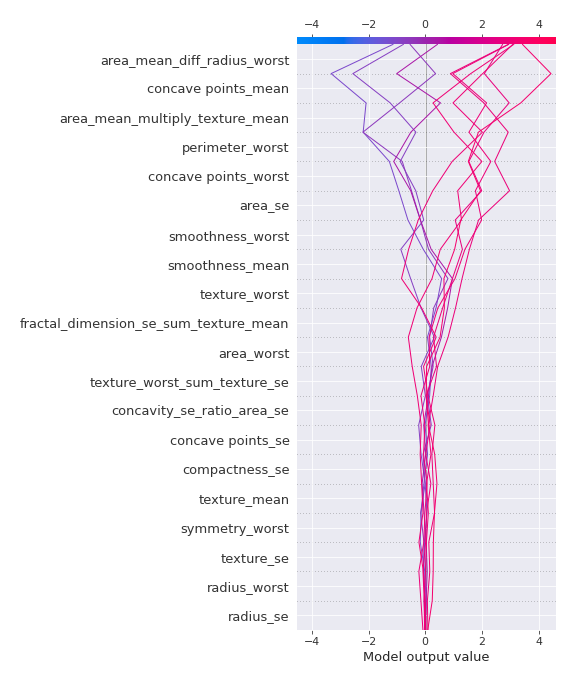 −4 −2 0 2 4
area_mean_diff_radius_worst
concave points_mean
area_mean_multiply_texture_mean
perimeter_worst
concave points_worst
area_se
smoothness_worst
smoothness_mean
texture_worst
fractal_dimension_se_sum_texture_mean
area_worst
texture_worst_sum_texture_se
concavity_se_ratio_area_se
concave points_se
compactness_se
texture_mean
symmetry_worst
texture_se
radius_worst
radius_se
−4 −2 0 2 4
Model output value